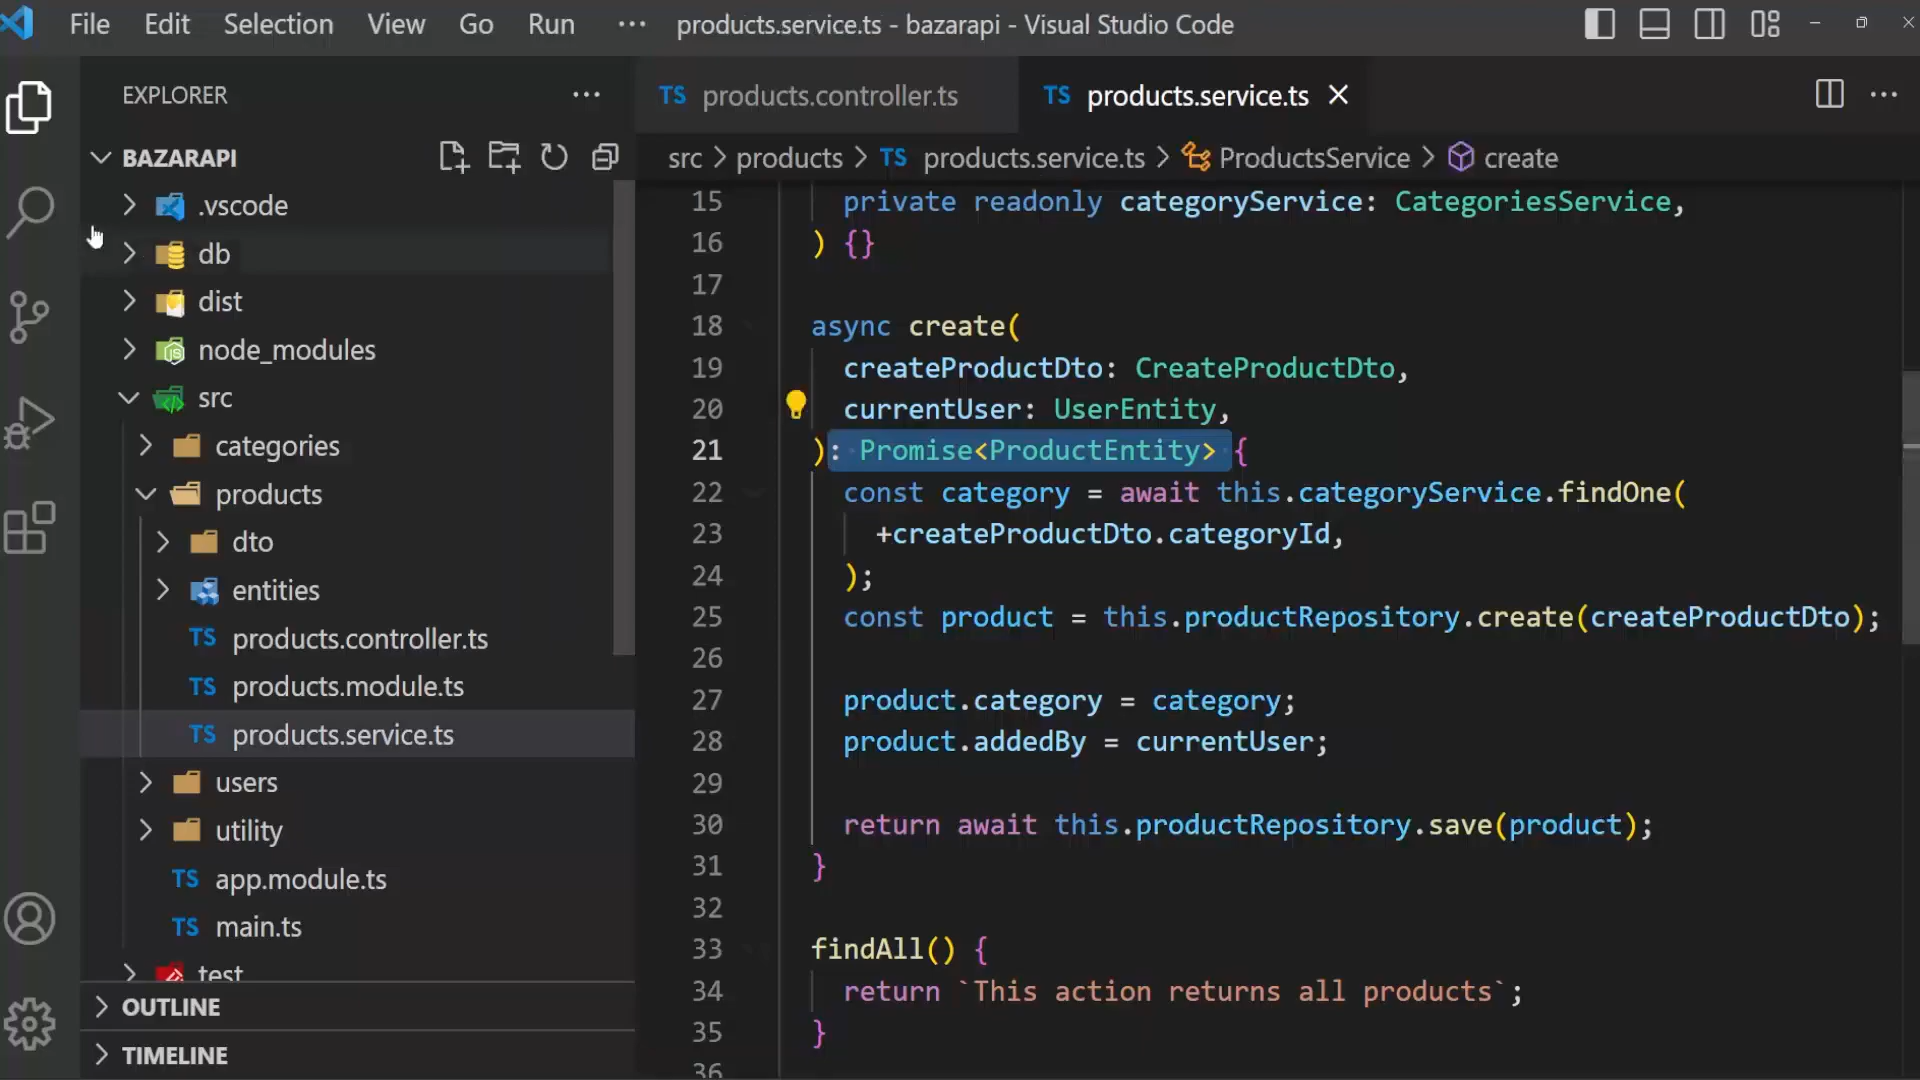 File Edit Selection View Go Run ··· products.service.ts - bazarapi - Visual Studio Code
EXPLORER
BAZARAPI
.vscode
db
dist
node_modules
src
categories
products
dto
entities
TS products.controller.ts
TS products.module.ts
TS products.service.ts
users
utility
TS app.module.ts
TS main.ts
test
OUTLINE
TIMELINE
TS products.controller.ts TS products.service.ts
src > products > TS products.service.ts > ProductsService > create
15 private readonly categoryService: CategoriesService,
16 ) {}
17
18 async create(
19 createProductDto: CreateProductDto,
20 currentUser: UserEntity,
21 ): Promise<ProductEntity> {
22 const category = await this.categoryService.findOne(
23 +createProductDto.categoryId,
24 );
25 const product = this.productRepository.create(createProductDto);
26
27 product.category = category;
28 product.addedBy = currentUser;
29
30 return await this.productRepository.save(product);
31 }
32
33 findAll() {
34 return `This action returns all products`;
35 }
36